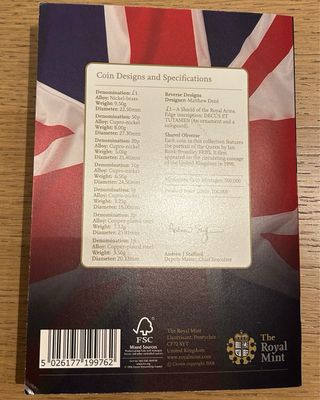 Coin Designs and Specifications
Denomination: £1
Alloy: Nickel-brass
Weight: 9.50g
Diameter: 22.50mm
Denomination: 50p
Alloy: Cupro-nickel
Weight: 8.00g
Diameter: 27.30mm
Denomination: 20p
Alloy: Cupro-nickel
Weight: 5.00g
Diameter: 21.40mm
Denomination: 10p
Alloy: Cupro-nickel
Weight: 6.50g
Diameter: 24.50mm
Denomination: 5p
Alloy: Cupro-nickel
Weight: 3.25g
Diameter: 18.00mm
Denomination: 2p
Alloy: Copper-plated steel
Weight: 7.12g
Diameter:
Denomination: 1p
Alloy: Copper-plated steel
Weight: 3.56g
Diameter: 20.32mm
Reverse Designs
Designer: Matthew Dent
£1 - A Shield of the Royal Arms.
Edge inscription: DECUS ET
TUTAMEN (An ornament and a
safeguard)
Shared Obverse
Each coin in this collection features
the portrait of the Queen by Ian
Rank-Broadley FRBS. It first
appeared on the circulating coinage
in 1998.
Andrew J Stafford
Deputy Master, Chief Executive
FSC
Mixed Sources
The Royal Mint
Llantrisant, Pontyclun
CF72 8YT
United Kingdom
www.royalmint.com
© Crown copyright 2008
The
Royal
Mint
5 026177 199762